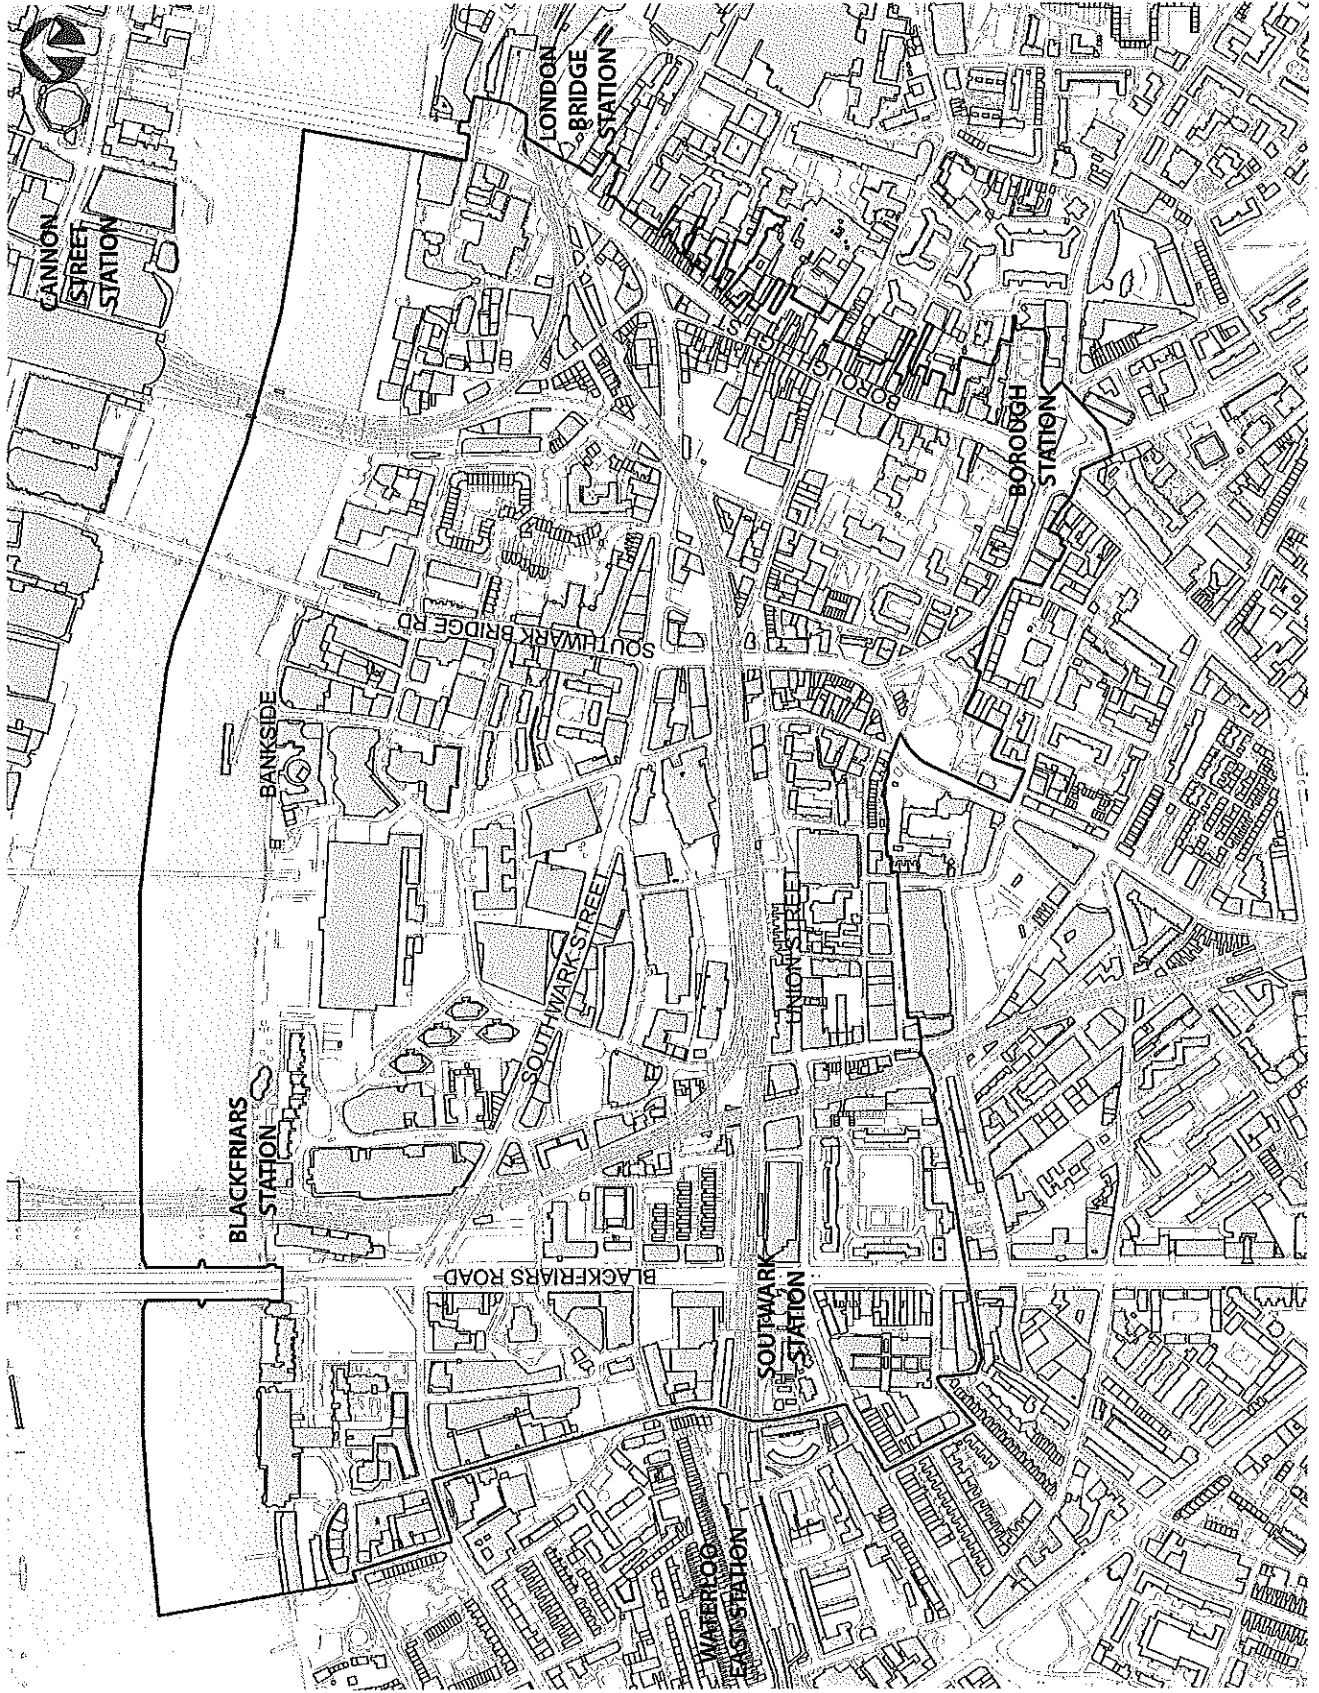 CANNON
STREET
STATION
LONDON
BRIDGE
STATION
BOROUGH
STATION
SOUTHWARK BRIDGE RD
BANKSIDE
SOUTHWARK STREET
UNION STREET
BLACKFRIARS
STATION
BLACKFRIARS ROAD
SOUTWARK
STATION
WATERLOO
EAST STATION